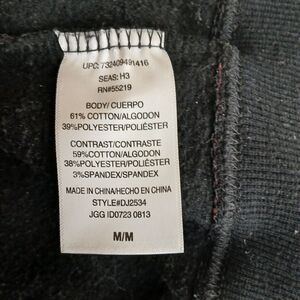 UPC: 732409491416
SEAS: H3
RN#55219
BODY/ CUERPO
61% COTTON/ALGODON
39%POLYESTER/POLIÉSTER
CONTRAST/CONTRASTE
59%COTTON/ALGODON
38%POLYESTER/POLIÉSTER
3%SPANDEX/SPANDEX
MADE IN CHINA/HECHO EN CHINA
STYLE#DJ2534
JGG ID0723 0813
M/M